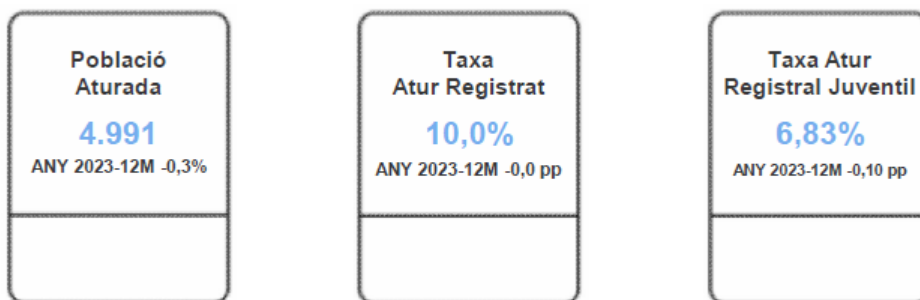 Població
Aturada
4.991
ANY 2023-12M -0,3%
Taxa
Atur Registrat
10,0%
ANY 2023-12M -0,0 pp
Taxa Atur
Registral Juventil
6,83%
ANY 2023-12M -0,10 pp